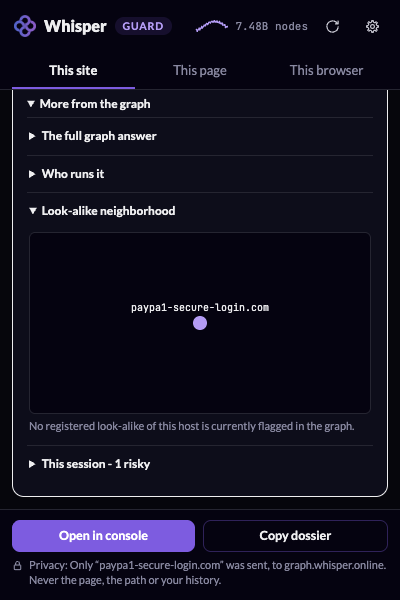 Whisper GUARD 7.48B nodes
This site This page This browser
▼ More from the graph
▶ The full graph answer
▶ Who runs it
▼ Look-alike neighborhood
paypa1-secure-login.com
No registered look-alike of this host is currently flagged in the graph.
▶ This session - 1 risky
Open in console Copy dossier
Privacy: Only “paypa1-secure-login.com” was sent, to graph.whisper.online.
Never the page, the path or your history.